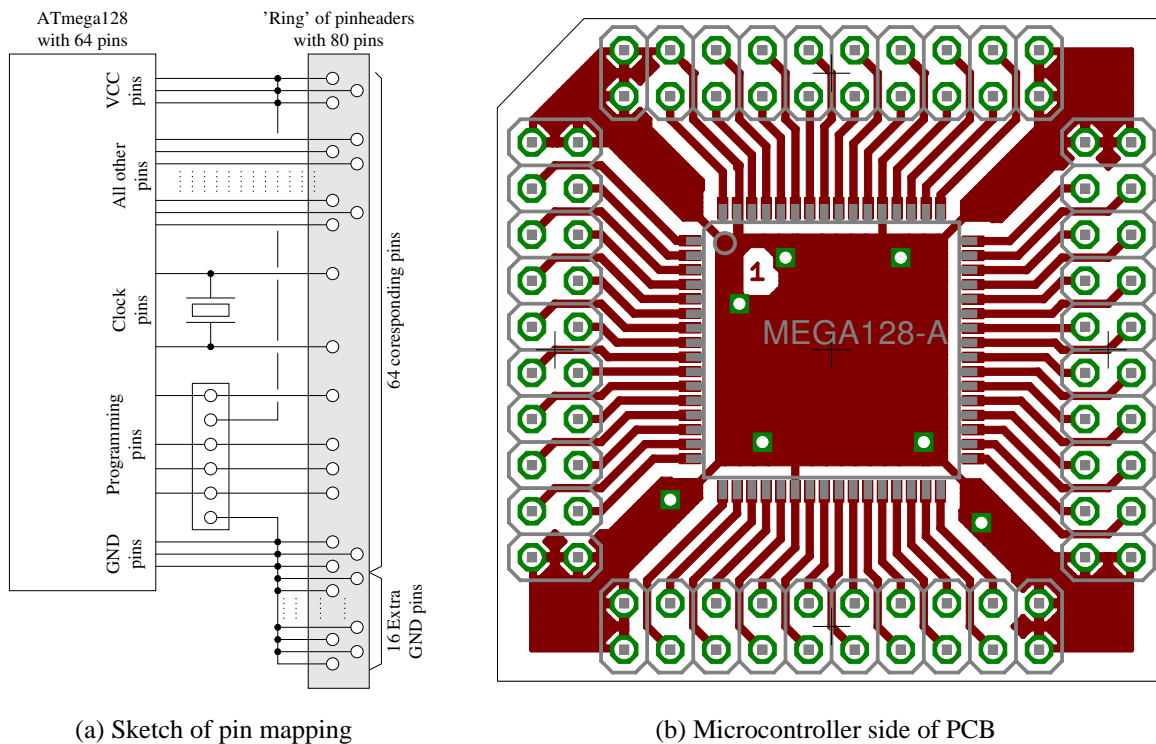 ATmega128
with 64 pins
'Ring' of pinheaders
with 80 pins
VCC
pins
All other
pins
Clock
pins
Programming
pins
GND
pins
64 coresponding pins
16 Extra
GND pins
1
MEGA128-A
(a) Sketch of pin mapping
(b) Microcontroller side of PCB